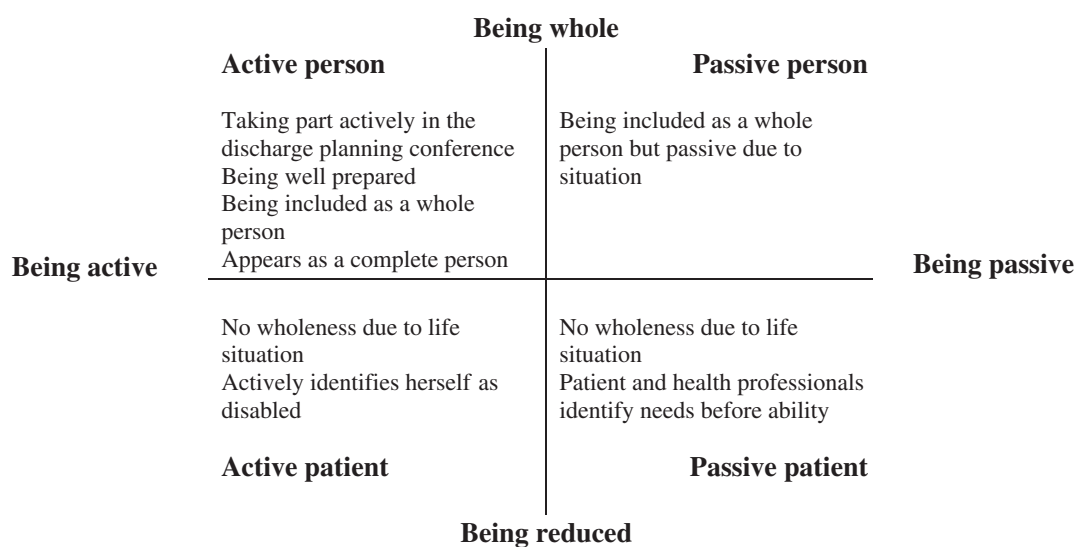 Being whole
Active person
Passive person
Taking part actively in the
discharge planning conference
Being well prepared
Being included as a whole
person
Appears as a complete person
Being included as a whole
person but passive due to
situation
Being active
Being passive
No wholeness due to life
situation
Actively identifies herself as
disabled
No wholeness due to life
situation
Patient and health professionals
identify needs before ability
Active patient
Passive patient
Being reduced